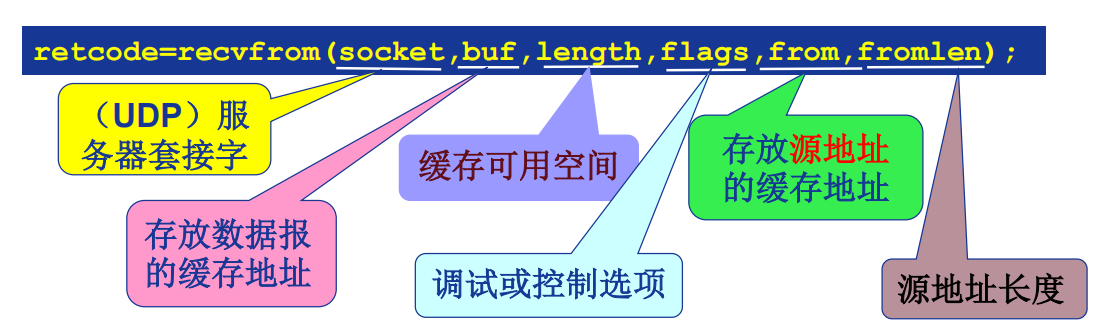 retcode=recvfrom(socket,buf,length,flags,from,fromlen);
（UDP）服
务器套接字
存放数据报
的缓存地址
缓存可用空间
调试或控制选项
存放源地址
的缓存地址
源地址长度